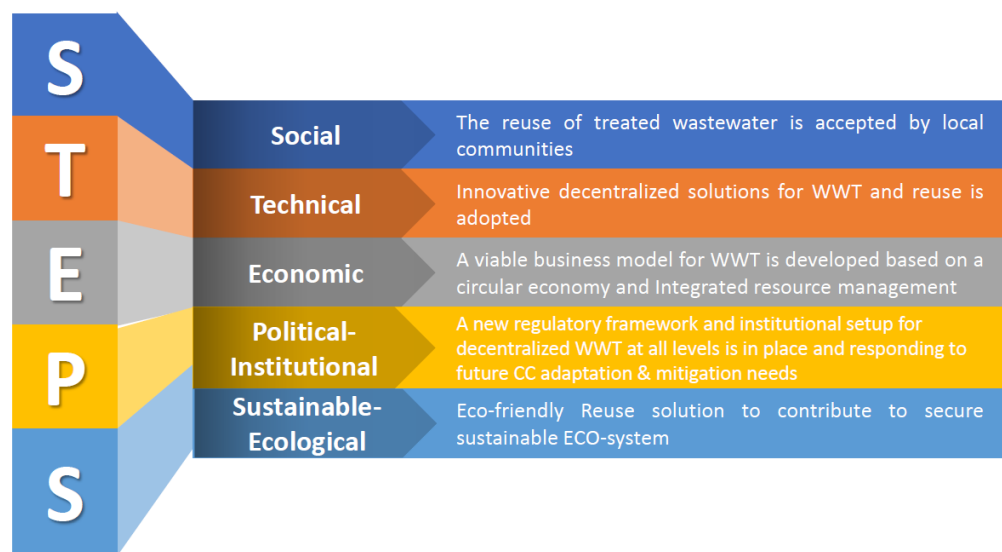 S
T
E
P
S
Social
The reuse of treated wastewater is accepted by local
communities
Technical
Innovative decentralized solutions for WWT and reuse is
adopted
Economic
A viable business model for WWT is developed based on a
circular economy and Integrated resource management
Political-
Institutional
A new regulatory framework and institutional setup for
decentralized WWT at all levels is in place and responding to
future CC adaptation & mitigation needs
Sustainable-
Ecological
Eco-friendly Reuse solution to contribute to secure
sustainable ECO-system